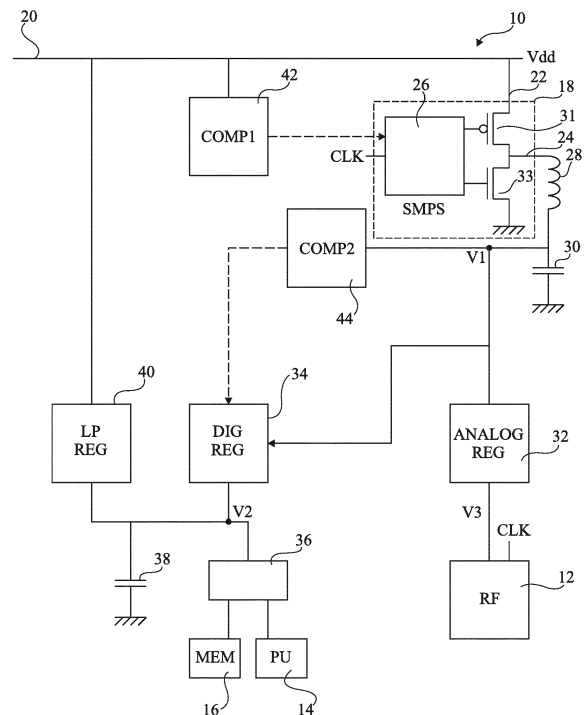 20
10
Vdd
42
26
22
18
COMP1
31
24
CLK
28
33
SMPS
COMP2
V1
30
44
40
34
LP
REG
DIG
REG
ANALOG
REG
32
V2
V3
36
CLK
38
RF
12
MEM
PU
16
14